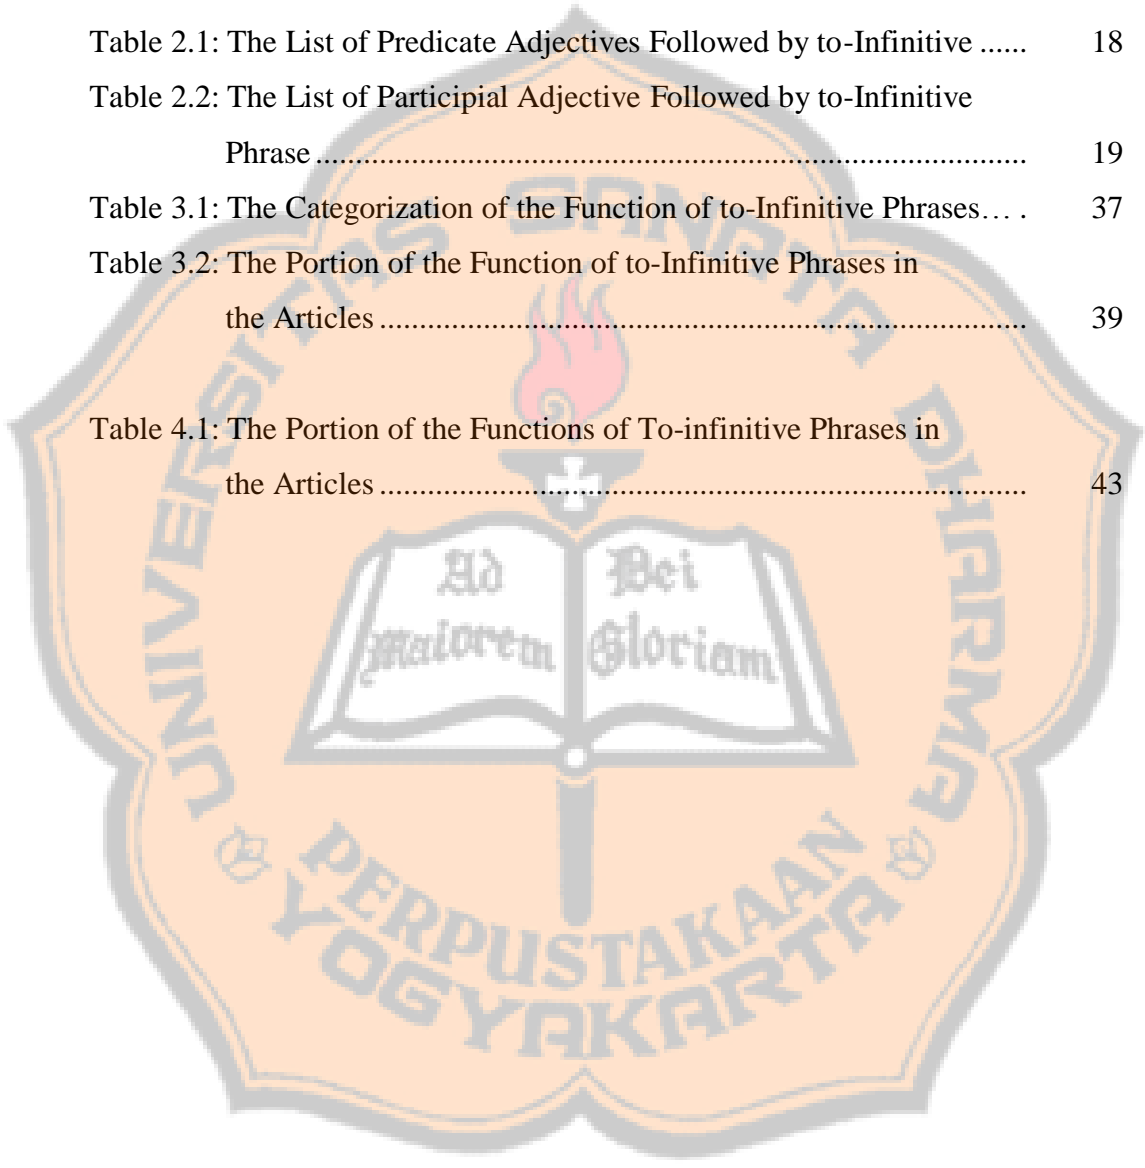 Table 2.1: The List of Predicate Adjectives Followed by to-Infinitive ...... 18
Table 2.2: The List of Participial Adjective Followed by to-Infinitive
Phrase ............................................................................ 19
Table 3.1: The Categorization of the Function of to-Infinitive Phrases… . 37
Table 3.2: The Portion of the Function of to-Infinitive Phrases in
the Articles ..................................................................... 39
Table 4.1: The Portion of the Functions of To-infinitive Phrases in
the Articles ..................................................................... 43
UNIVERSITAS SANATA DHARMA
Ad
Dei
maiorem
Gloriam
PERPUSTAKAAN
YOGYAKARTA